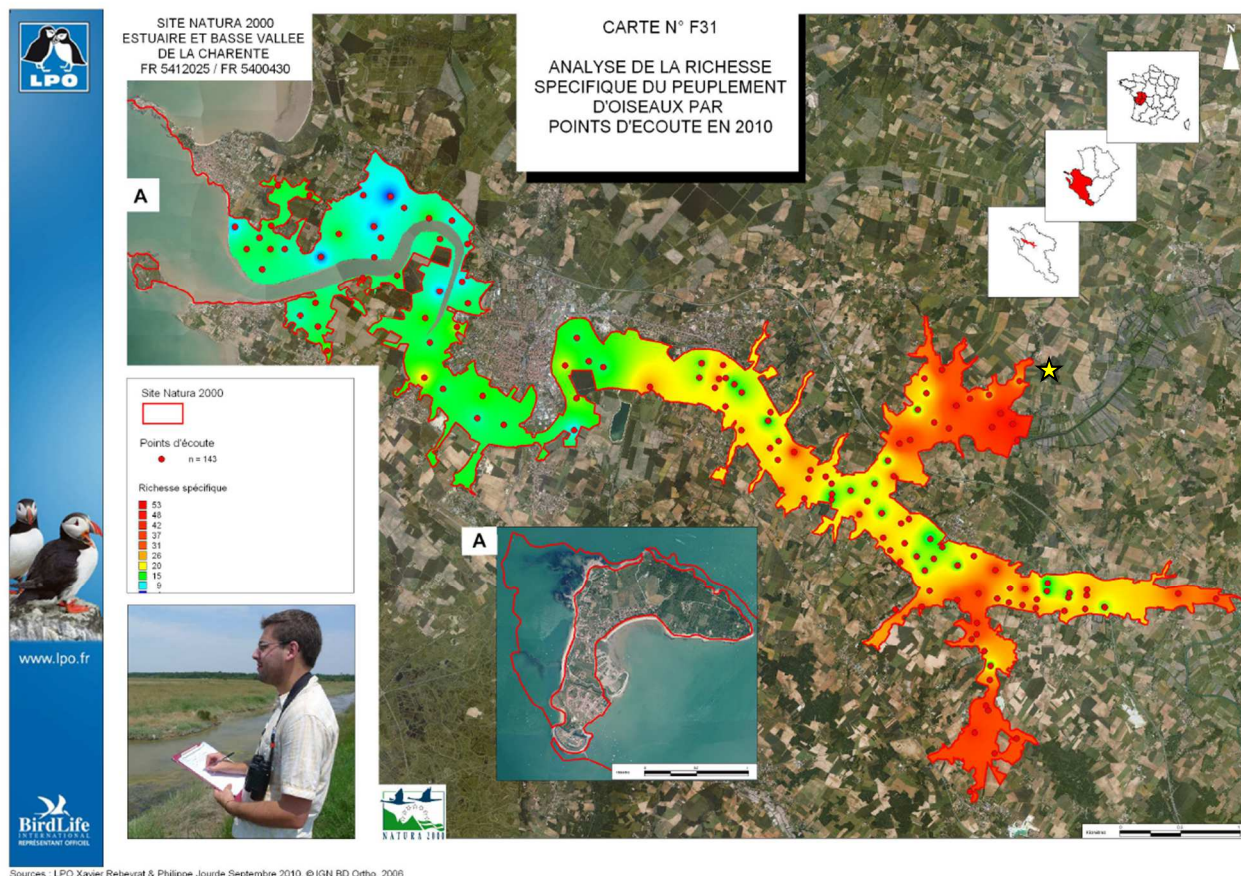 LPO
www.lpo.fr
BirdLife
INTERNATIONAL
REPRÉSENTANT OFFICIEL
SITE NATURA 2000
ESTUAIRE ET BASSE VALLEE
DE LA CHARENTE
FR 5412025 / FR 5400430
CARTE N° F31
ANALYSE DE LA RICHESSE
SPECIFIQUE DU PEUPLEMENT
D'OISEAUX PAR
POINTS D'ECOUTE EN 2010
N
A
Site Natura 2000
Points d'écoute
n = 143
Richesse spécifique
53
48
42
37
31
26
20
15
9
A
NATURA 2000
Kilomètres
Sources : LPO Xavier Rebeyrat & Philippe Jourde Septembre 2010, © IGN BD Ortho, 2006